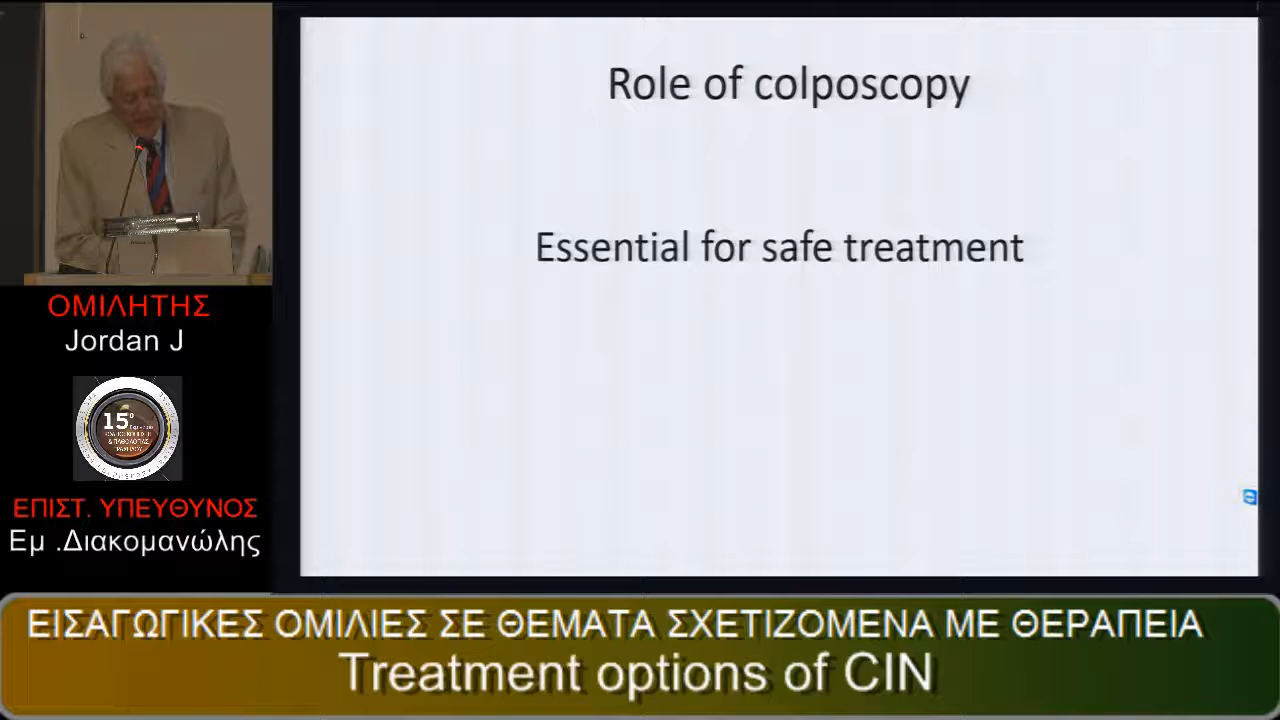 Role of colposcopy
Essential for safe treatment
ΟΜΙΛΗΤΗΣ
Jordan J
15ο
ΕΠΙΣΤ. ΥΠΕΥΘΥΝΟΣ
Εμ .Διακομανώλης
ΕΙΣΑΓΩΓΙΚΕΣ ΟΜΙΛΙΕΣ ΣΕ ΘΕΜΑΤΑ ΣΧΕΤΙΖΟΜΕΝΑ ΜΕ ΘΕΡΑΠΕΙΑ
Treatment options of CIN